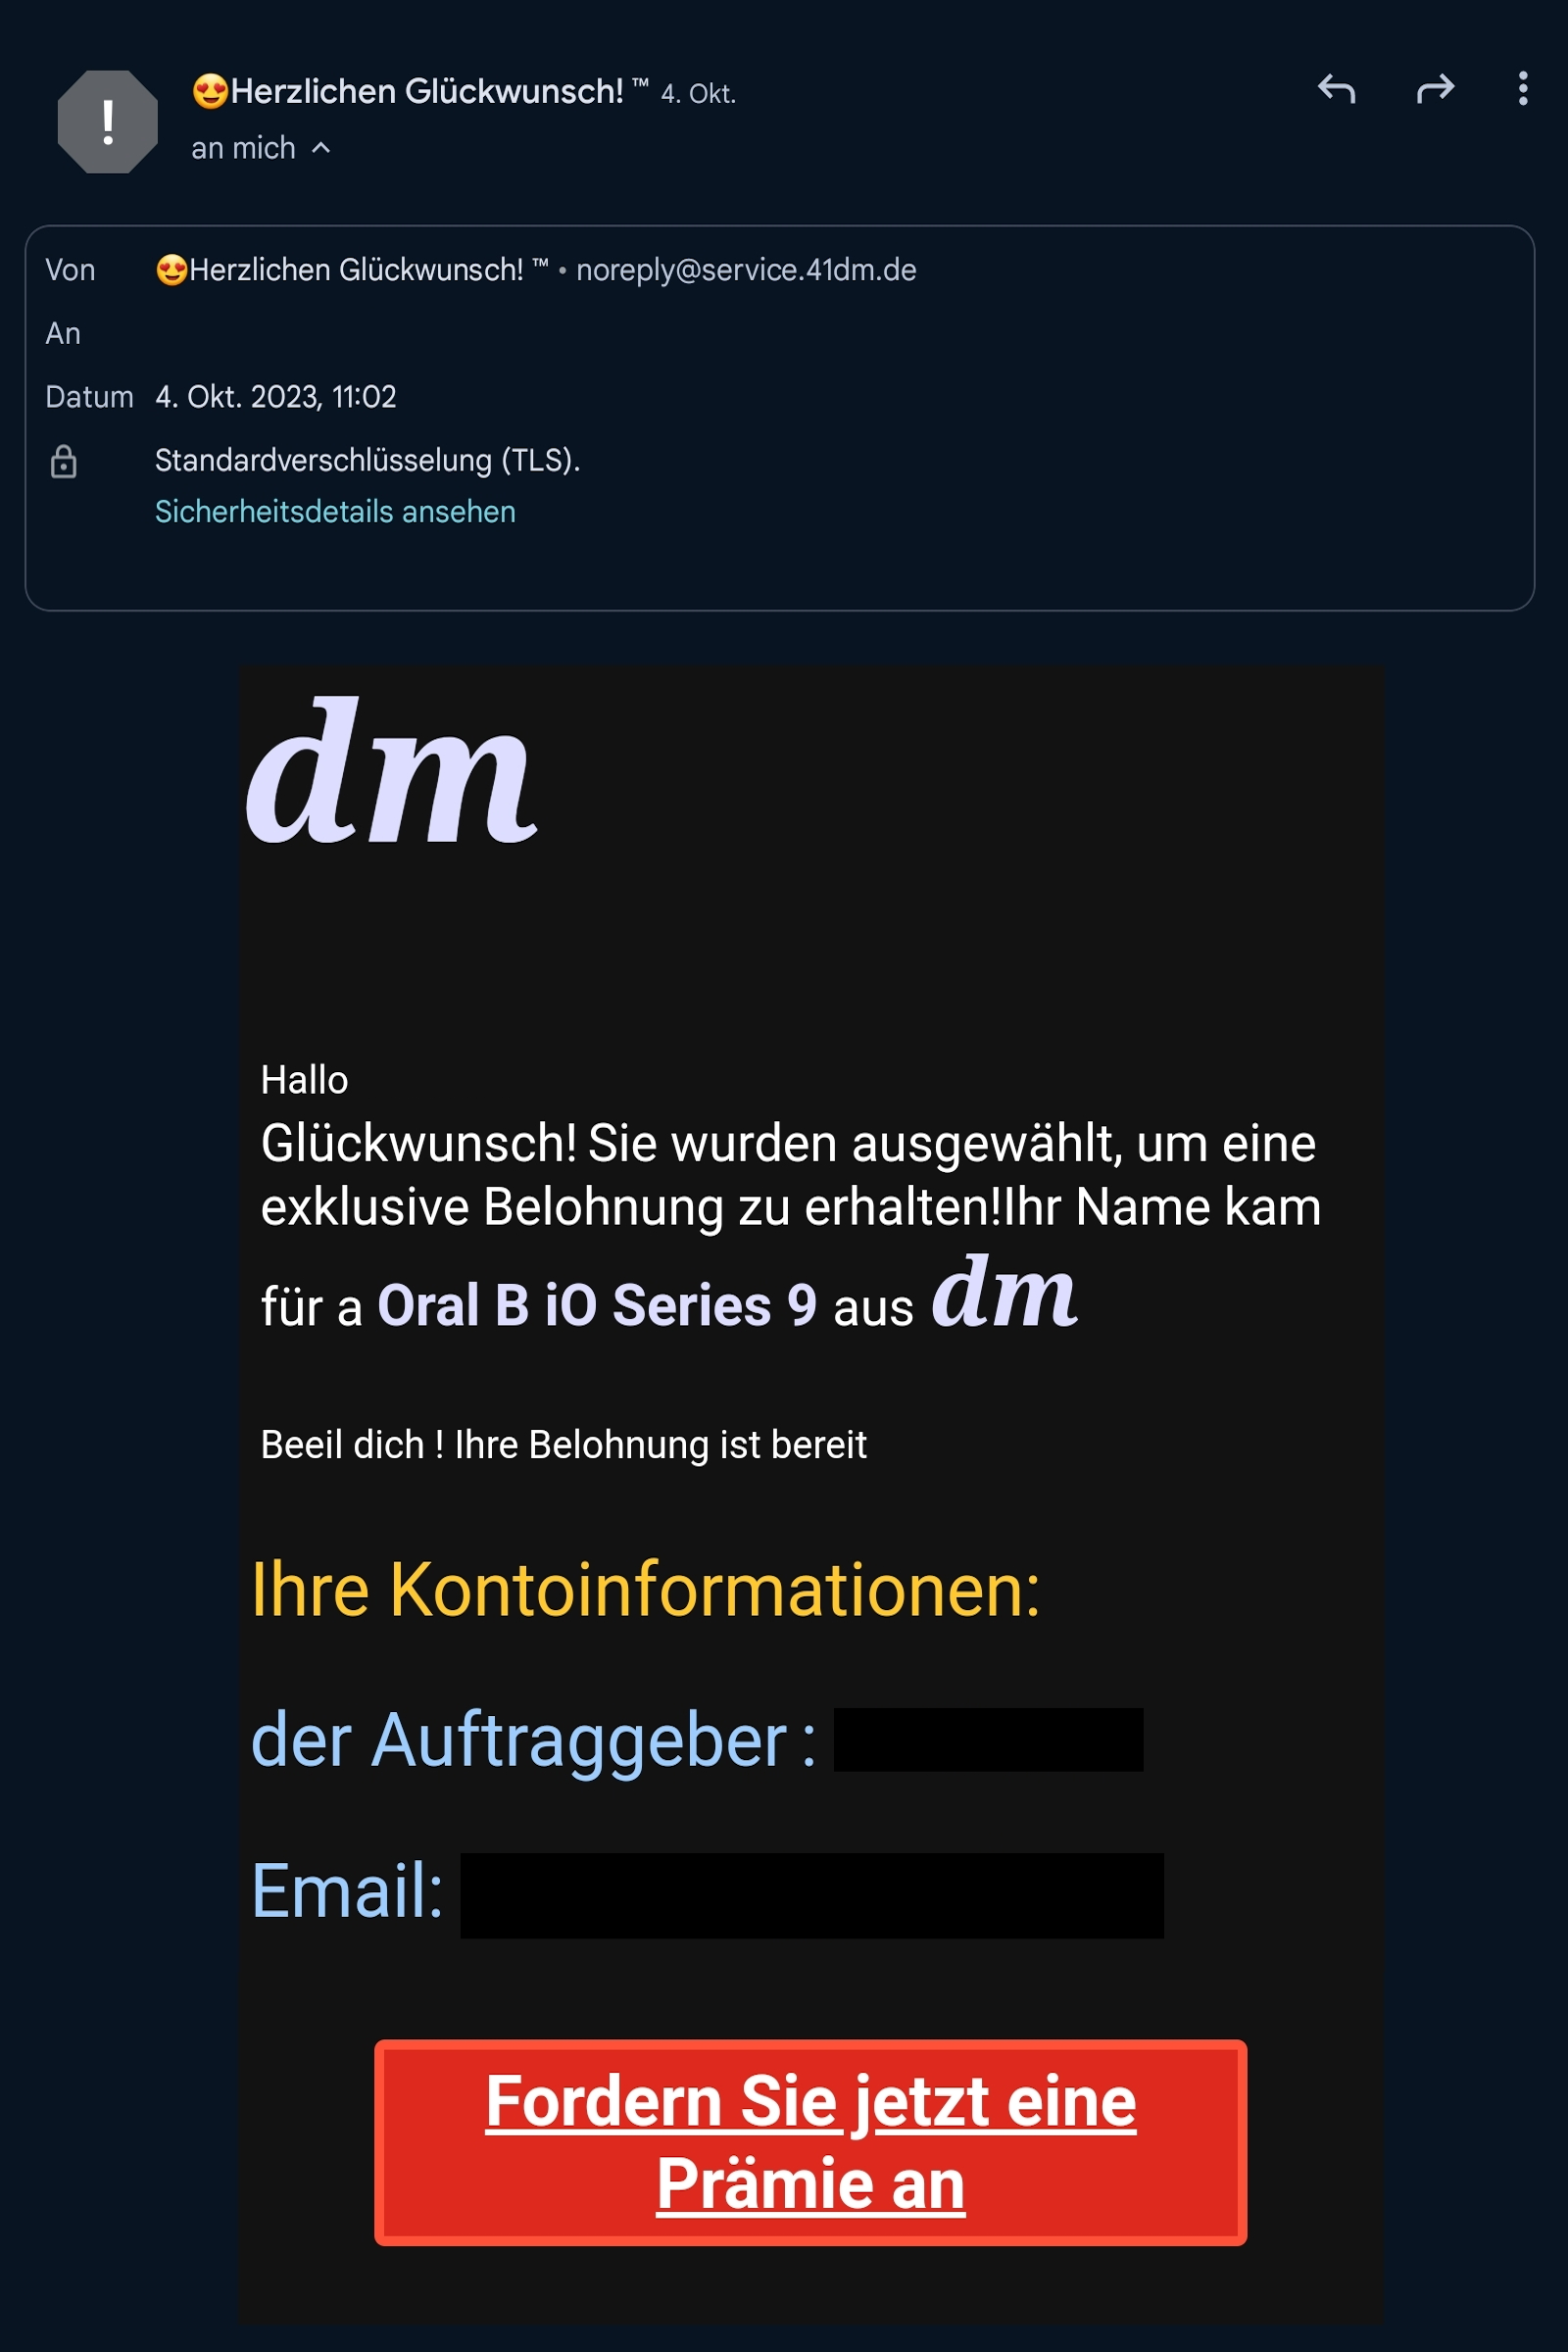 !
😍Herzlichen Glückwunsch! ™ 4. Okt.
an mich
Von 😍Herzlichen Glückwunsch! ™ • noreply@service.41dm.de
An
Datum 4. Okt. 2023, 11:02
Standardverschlüsselung (TLS).
Sicherheitsdetails ansehen
dm
Hallo
Glückwunsch! Sie wurden ausgewählt, um eine
exklusive Belohnung zu erhalten!Ihr Name kam
für a Oral B iO Series 9 aus dm
Beeil dich ! Ihre Belohnung ist bereit
Ihre Kontoinformationen:
der Auftraggeber :
Email:
Fordern Sie jetzt eine
Prämie an